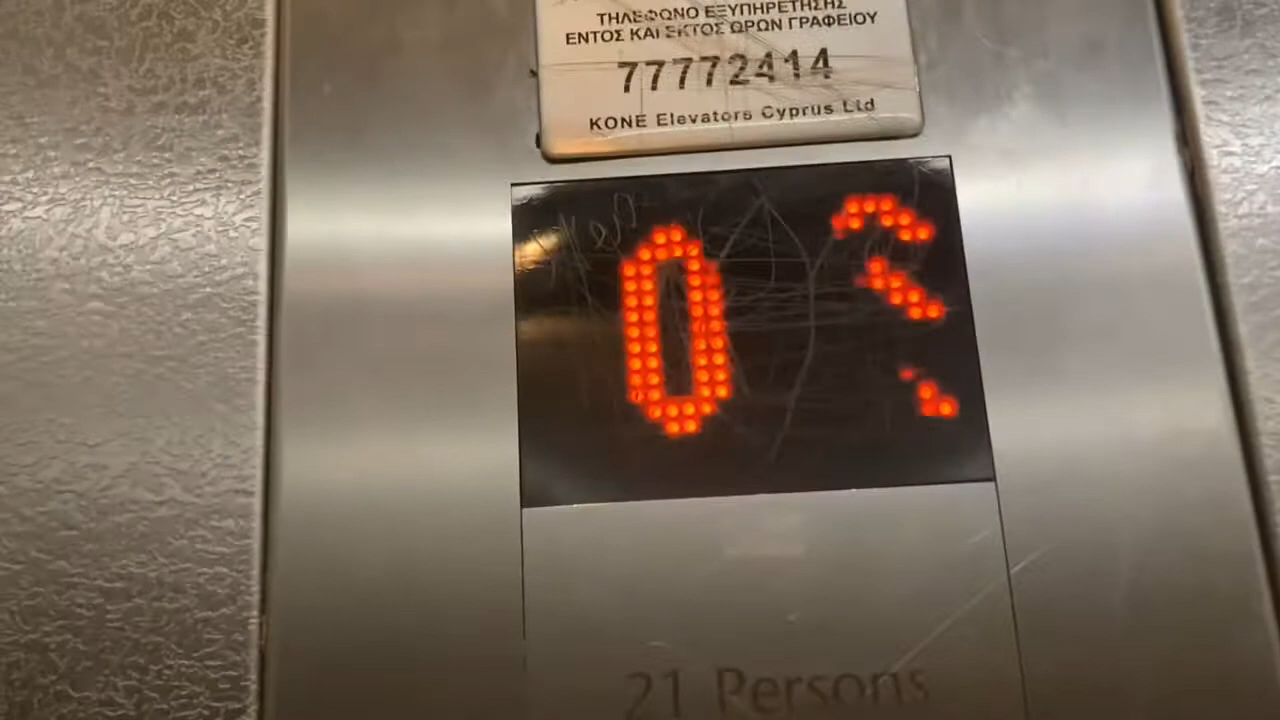 ΤΗΛΕΦΩΝΟ ΕΞΥΠΗΡΕΤΗΣΗΣ
ΕΝΤΟΣ ΚΑΙ ΕΚΤΟΣ ΩΡΩΝ ΓΡΑΦΕΙΟΥ
77772414
KONE Elevators Cyprus Ltd
0
21 Persons